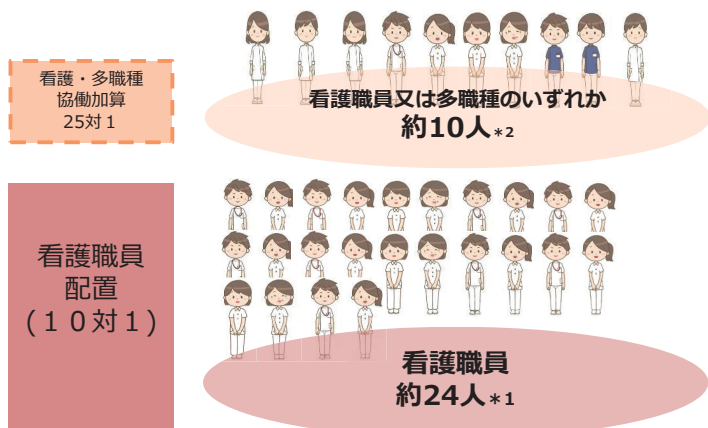 看護・多職種
協働加算
25対１
看護職員又は多職種のいずれか
約10人＊2
看護職員
配置
(１０対１)
看護職員
約24人＊1